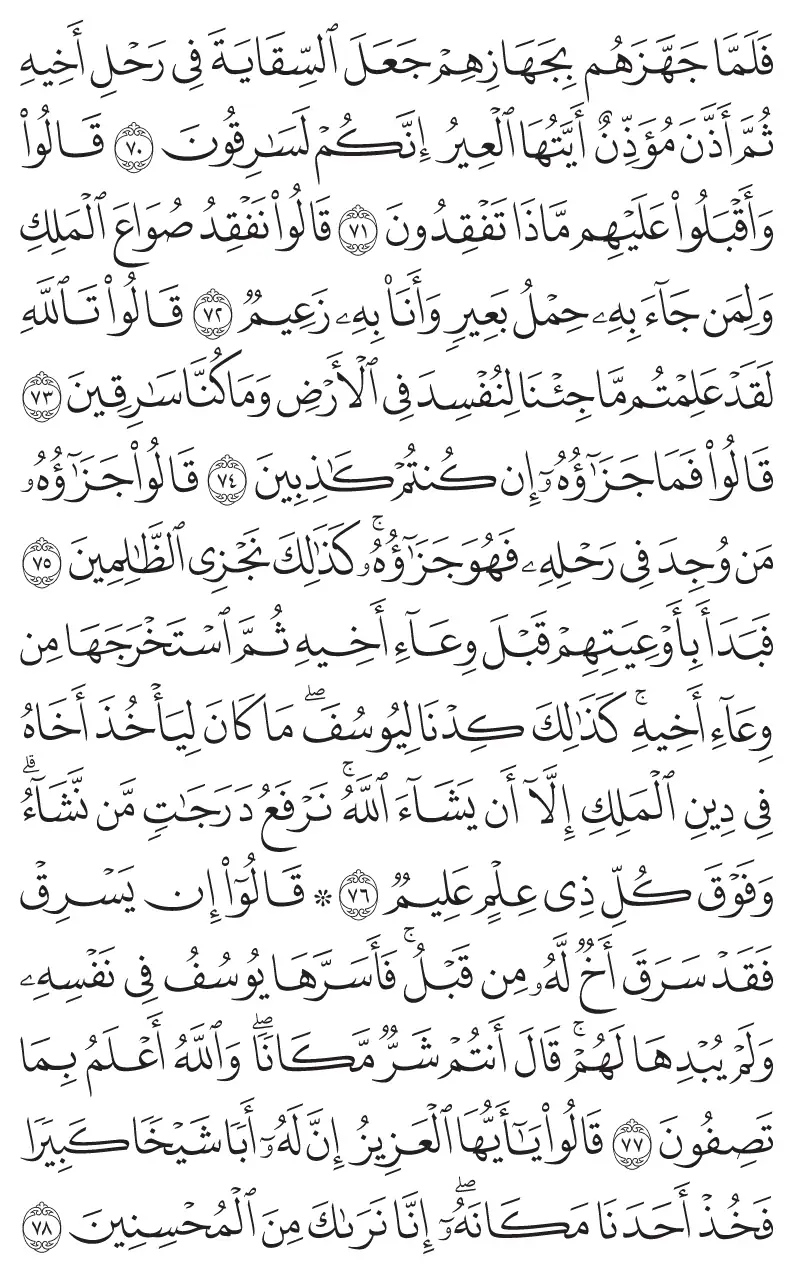 فَلَمَّا جَهَّزَهُم بِجَهَازِهِمْ جَعَلَ ٱلسِّقَايَةَ فِى رَحْلِ أَخِيهِ
ثُمَّ أَذَّنَ مُؤَذِّنٌ أَيَّتُهَا ٱلْعِيرُ إِنَّكُمْ لَسَـٰرِقُونَ ٧٠ قَالُوا۟
وَأَقْبَلُوا۟ عَلَيْهِم مَّاذَا تَفْقِدُونَ ٧١ قَالُوا۟ نَفْقِدُ صُوَاعَ ٱلْمَلِكِ
وَلِمَن جَآءَ بِهِۦ حِمْلُ بَعِيرٍ وَأَنَا۠ بِهِۦ زَعِيمٌ ٧٢ قَالُوا۟ تَٱللَّهِ
لَقَدْ عَلِمْتُم مَّا جِئْنَا لِنُفْسِدَ فِى ٱلْأَرْضِ وَمَا كُنَّا سَـٰرِقِينَ ٧٣
قَالُوا۟ فَمَا جَزَٰٓؤُهُۥٓ إِن كُنتُمْ كَـٰذِبِينَ ٧٤ قَالُوا۟ جَزَٰٓؤُهُۥ
مَن وُجِدَ فِى رَحْلِهِۦ فَهُوَ جَزَٰٓؤُهُۥ ۚ كَذَٰلِكَ نَجْزِى ٱلظَّـٰلِمِينَ ٧٥
فَبَدَأَ بِأَوْعِيَتِهِمْ قَبْلَ وِعَآءِ أَخِيهِ ثُمَّ ٱسْتَخْرَجَهَا مِن
وِعَآءِ أَخِيهِ ۚ كَذَٰلِكَ كِدْنَا لِيُوسُفَ ۖ مَا كَانَ لِيَأْخُذَ أَخَاهُ
فِى دِينِ ٱلْمَلِكِ إِلَّآ أَن يَشَآءَ ٱللَّهُ ۚ نَرْفَعُ دَرَجَـٰتٍ مَّن نَّشَآءُ ۗ
وَفَوْقَ كُلِّ ذِى عِلْمٍ عَلِيمٌ ٧٦ ۞ قَالُوٓا۟ إِن يَسْرِقْ
فَقَدْ سَرَقَ أَخٌ لَّهُۥ مِن قَبْلُ ۚ فَأَسَرَّهَا يُوسُفُ فِى نَفْسِهِۦ
وَلَمْ يُبْدِهَا لَهُمْ ۚ قَالَ أَنتُمْ شَرٌّ مَّكَانًا ۖ وَٱللَّهُ أَعْلَمُ بِمَا
تَصِفُونَ ٧٧ قَالُوا۟ يَـٰٓأَيُّهَا ٱلْعَزِيزُ إِنَّ لَهُۥٓ أَبًا شَيْخًا كَبِيرًا
فَخُذْ أَحَدَنَا مَكَانَهُۥٓ ۖ إِنَّا نَرَىٰكَ مِنَ ٱلْمُحْسِنِينَ ٧٨